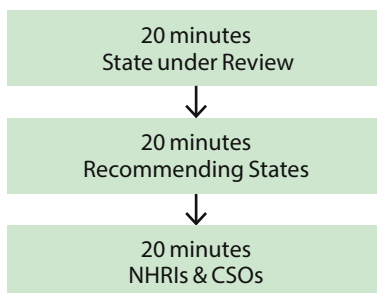 20 minutes
State under Review
20 minutes
Recommending States
20 minutes
NHRIs & CSOs